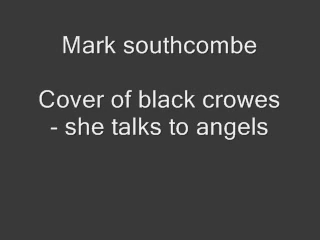 Mark southcombe
Cover of black crowes
- she talks to angels